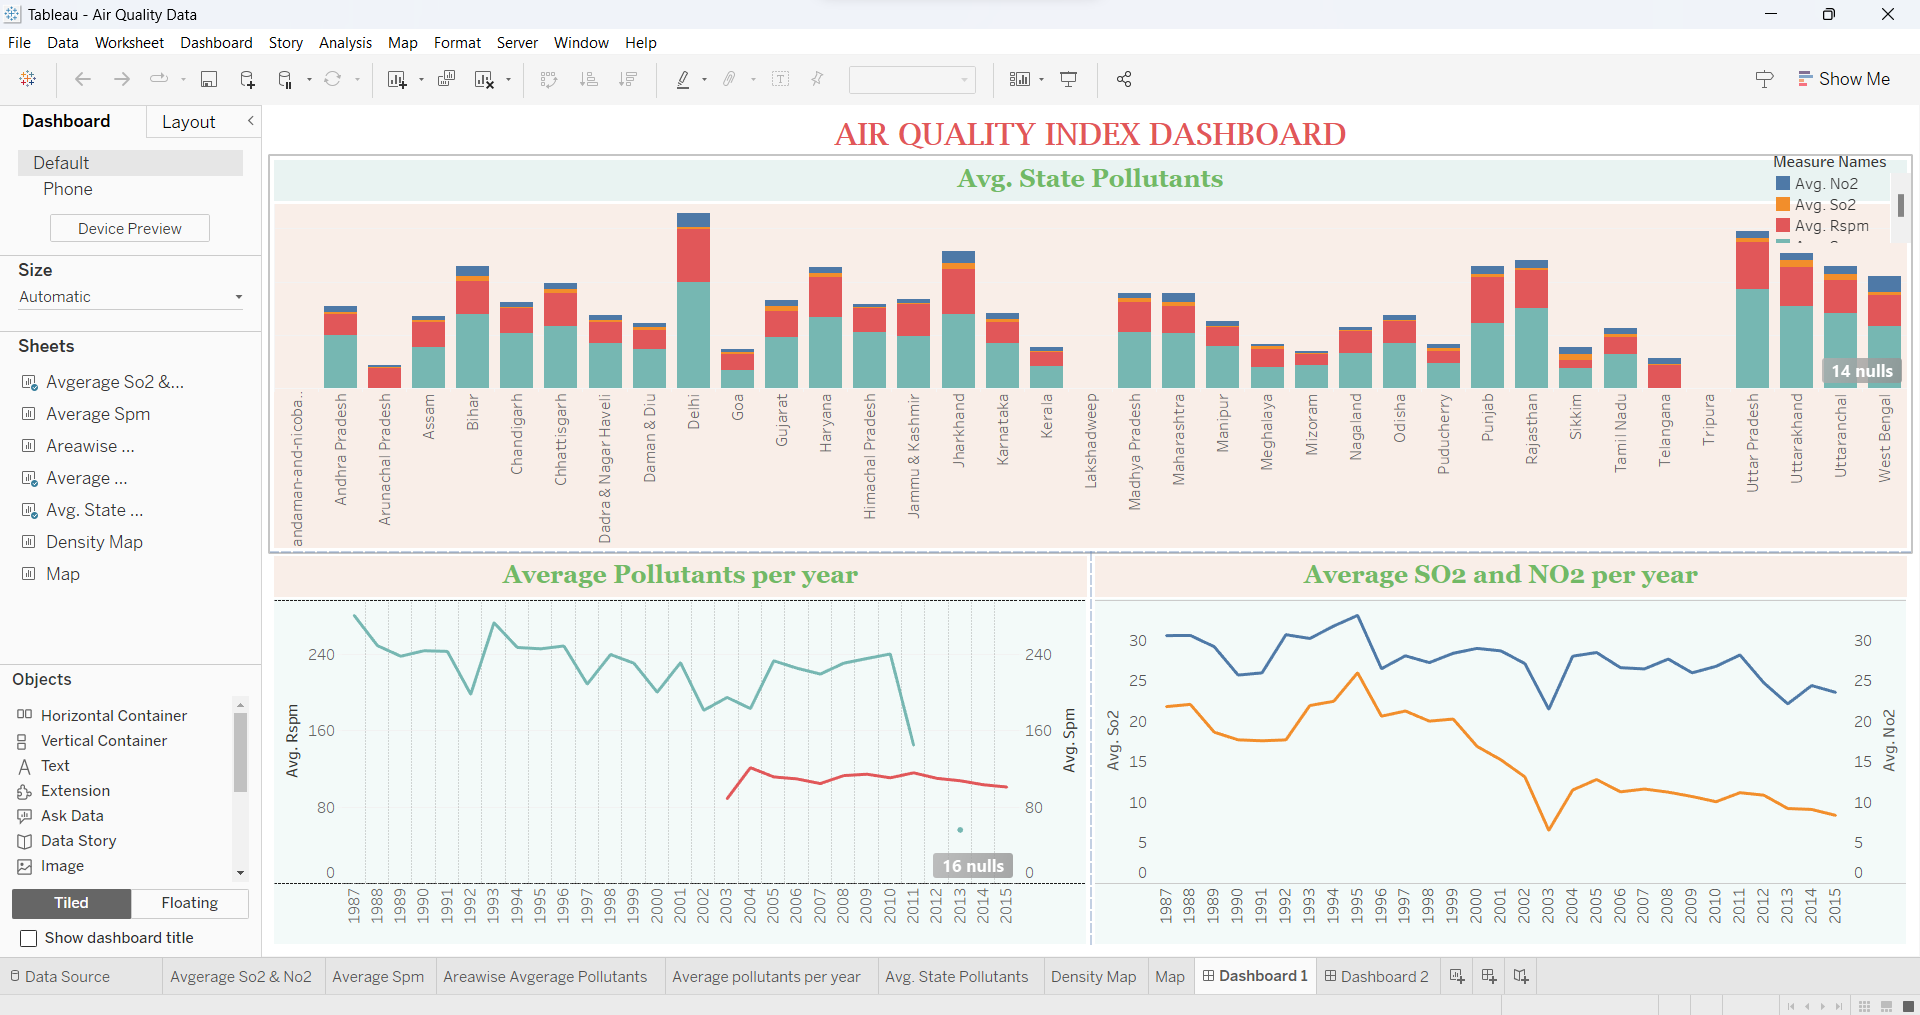 Tableau - Air Quality Data
File Data Worksheet Dashboard Story Analysis Map Format Server Window Help
Show Me
Dashboard Layout
Default
Phone
Device Preview
Size
Automatic
Sheets
Avgerage So2 &...
Average Spm
Areawise ...
Average ...
Avg. State ...
Density Map
Map
Objects
Horizontal Container
Vertical Container
Text
Extension
Ask Data
Data Story
Image
Tiled Floating
Show dashboard title
AIR QUALITY INDEX DASHBOARD
Avg. State Pollutants
Measure Names
Avg. No2
Avg. So2
Avg. Rspm
14 nulls
andaman-and-nicoba..
Andhra Pradesh
Arunachal Pradesh
Assam
Bihar
Chandigarh
Chhattisgarh
Dadra & Nagar Haveli
Daman & Diu
Delhi
Goa
Gujarat
Haryana
Himachal Pradesh
Jammu & Kashmir
Jharkhand
Karnataka
Kerala
Lakshadweep
Madhya Pradesh
Maharashtra
Manipur
Meghalaya
Mizoram
Nagaland
Odisha
Puducherry
Punjab
Rajasthan
Sikkim
Tamil Nadu
Telangana
Tripura
Uttar Pradesh
Uttarakhand
Uttaranchal
West Bengal
Average Pollutants per year
Avg. Rspm
240
160
80
0
240
160
80
0
Avg. Spm
16 nulls
1987 1988 1989 1990 1991 1992 1993 1994 1995 1996 1997 1998 1999 2000 2001 2002 2003 2004 2005 2006 2007 2008 2009 2010 2011 2012 2013 2014 2015
Average SO2 and NO2 per year
Avg. So2
30
25
20
15
10
5
0
30
25
20
15
10
5
0
Avg. No2
1987 1988 1989 1990 1991 1992 1993 1994 1995 1996 1997 1998 1999 2000 2001 2002 2003 2004 2005 2006 2007 2008 2009 2010 2011 2012 2013 2014 2015
Data Source Avgerage So2 & No2 Average Spm Areawise Avgerage Pollutants Average pollutants per year Avg. State Pollutants Density Map Map Dashboard 1 Dashboard 2